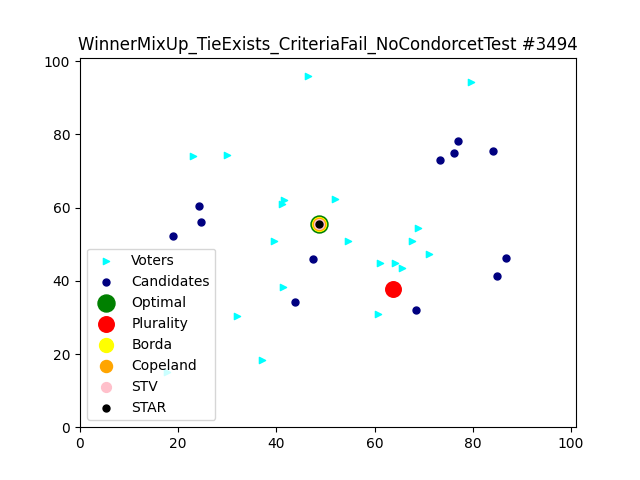 WinnerMixUp_TieExists_CriteriaFail_NoCondorcetTest #3494
100
80
60
40
20
0
Voters
Candidates
Optimal
Plurality
Borda
Copeland
STV
STAR
0 20 40 60 80 100